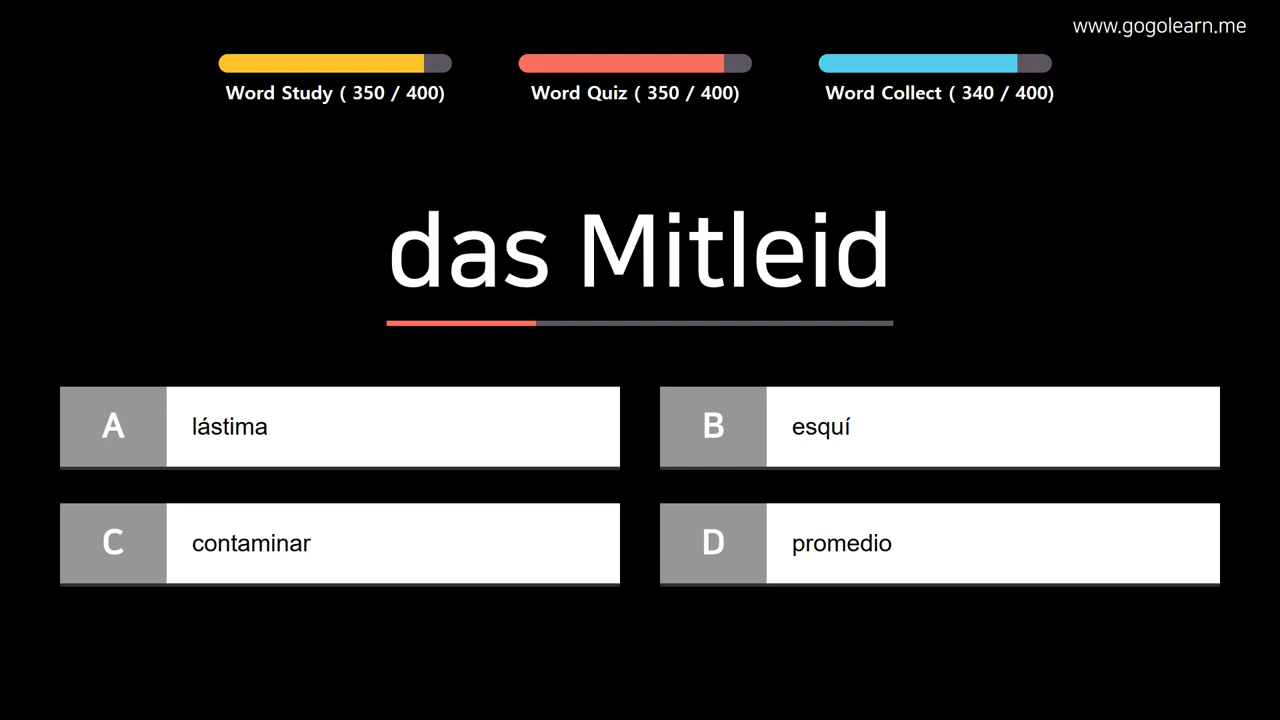 www.gogolearn.me
Word Study ( 350 / 400)
Word Quiz ( 350 / 400)
Word Collect ( 340 / 400)
das Mitleid
A
lástima
B
esquí
C
contaminar
D
promedio